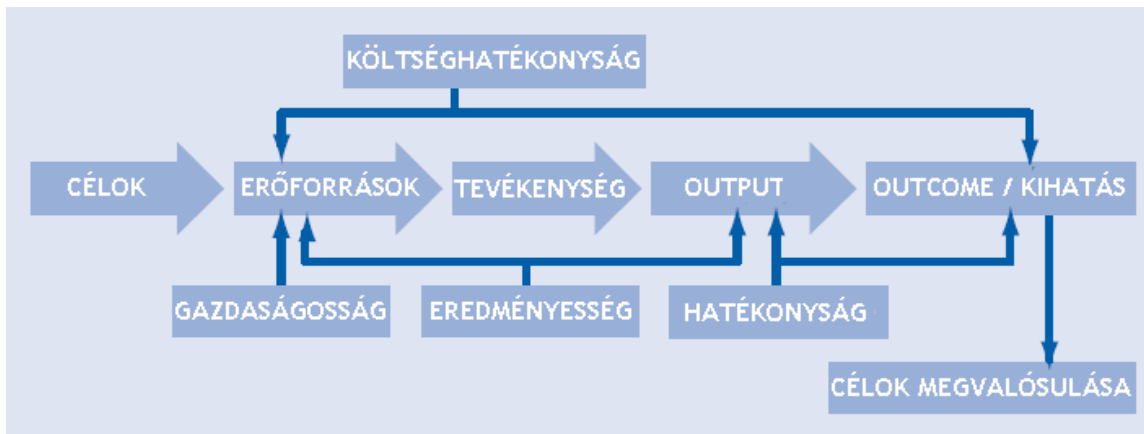 KÖLTSÉGHATÉKONYSÁG
CÉLOK
ERŐFORRÁSOK
TEVÉKENYSÉG
OUTPUT
OUTCOME / KIHATÁS
GAZDASÁGOSSÁG
EREDMÉNYESSÉG
HATÉKONYSÁG
CÉLOK MEGVALÓSULÁSA